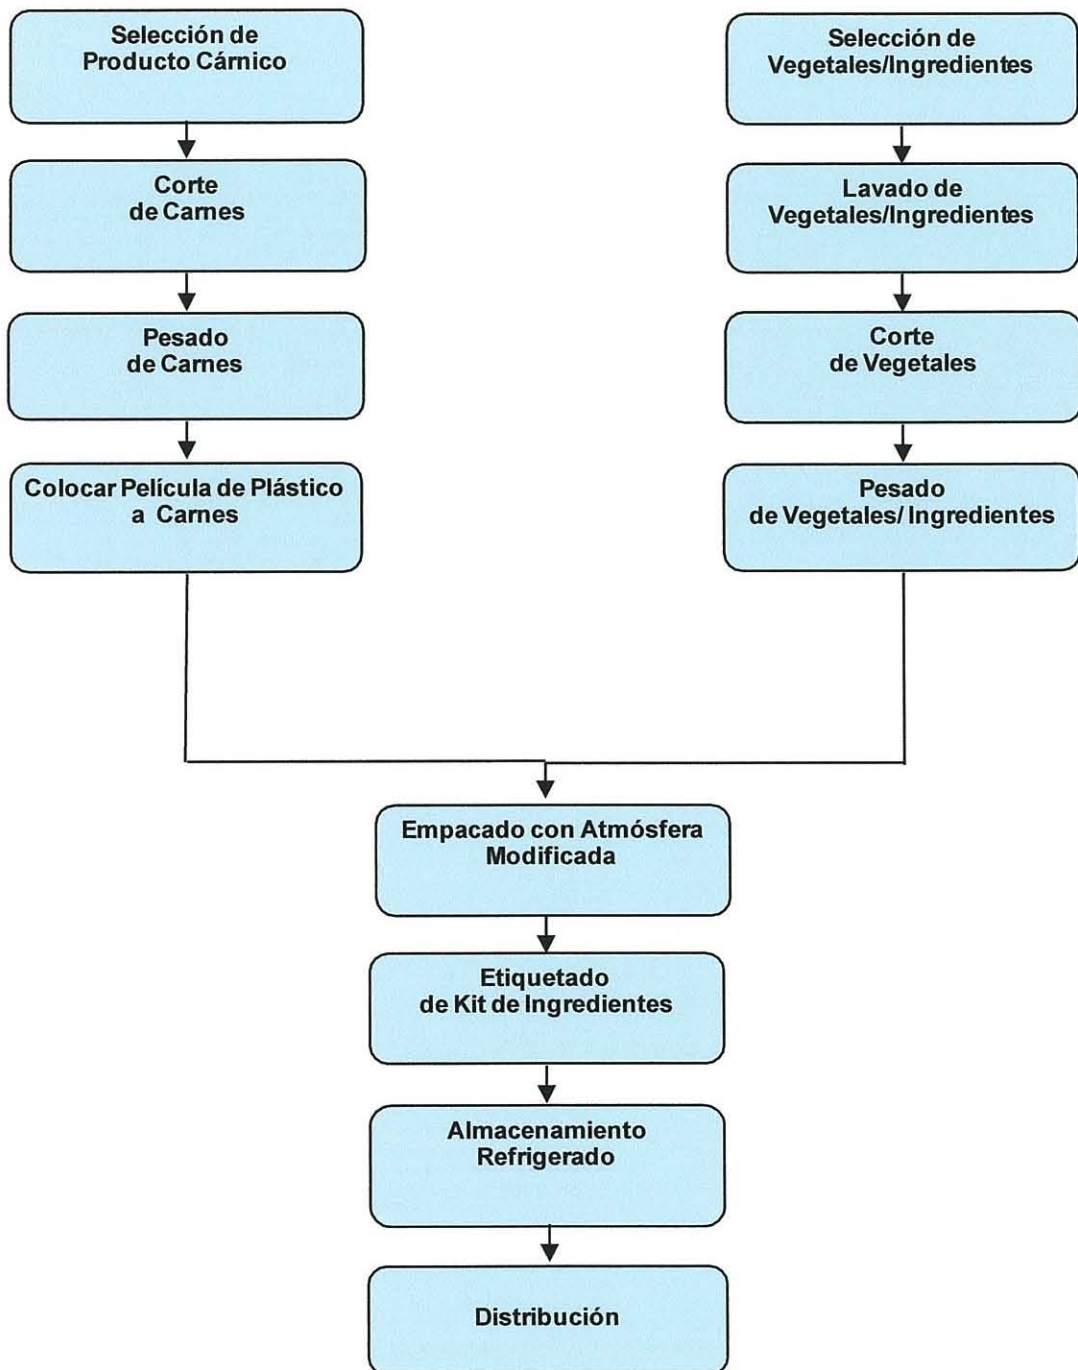 Selección de
Producto Cárnico
Corte
de Carnes
Pesado
de Carnes
Colocar Película de Plástico
a Carnes
Selección de
Vegetales/Ingredientes
Lavado de
Vegetales/Ingredientes
Corte
de Vegetales
Pesado
de Vegetales/ Ingredientes
Empacado con Atmósfera
Modificada
Etiquetado
de Kit de Ingredientes
Almacenamiento
Refrigerado
Distribución